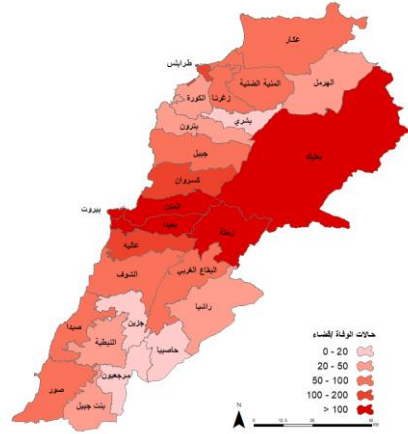 عكار
طرابلس
المنية الضنية
الهرمل
زغرتا
الكورة
بشري
بترون
بعلبك
جبيل
كسروان
المتن
بيروت
بعبدا
زحلة
عاليه
البقاع الغربي
الشوف
راشيا
جزين
صيدا
النبطية
حاصبيا
مرجعيون
صور
بنت جبيل
حالات الوفاة /قضاء
0 - 20
20 - 50
50 - 100
100 - 200
> 100
N